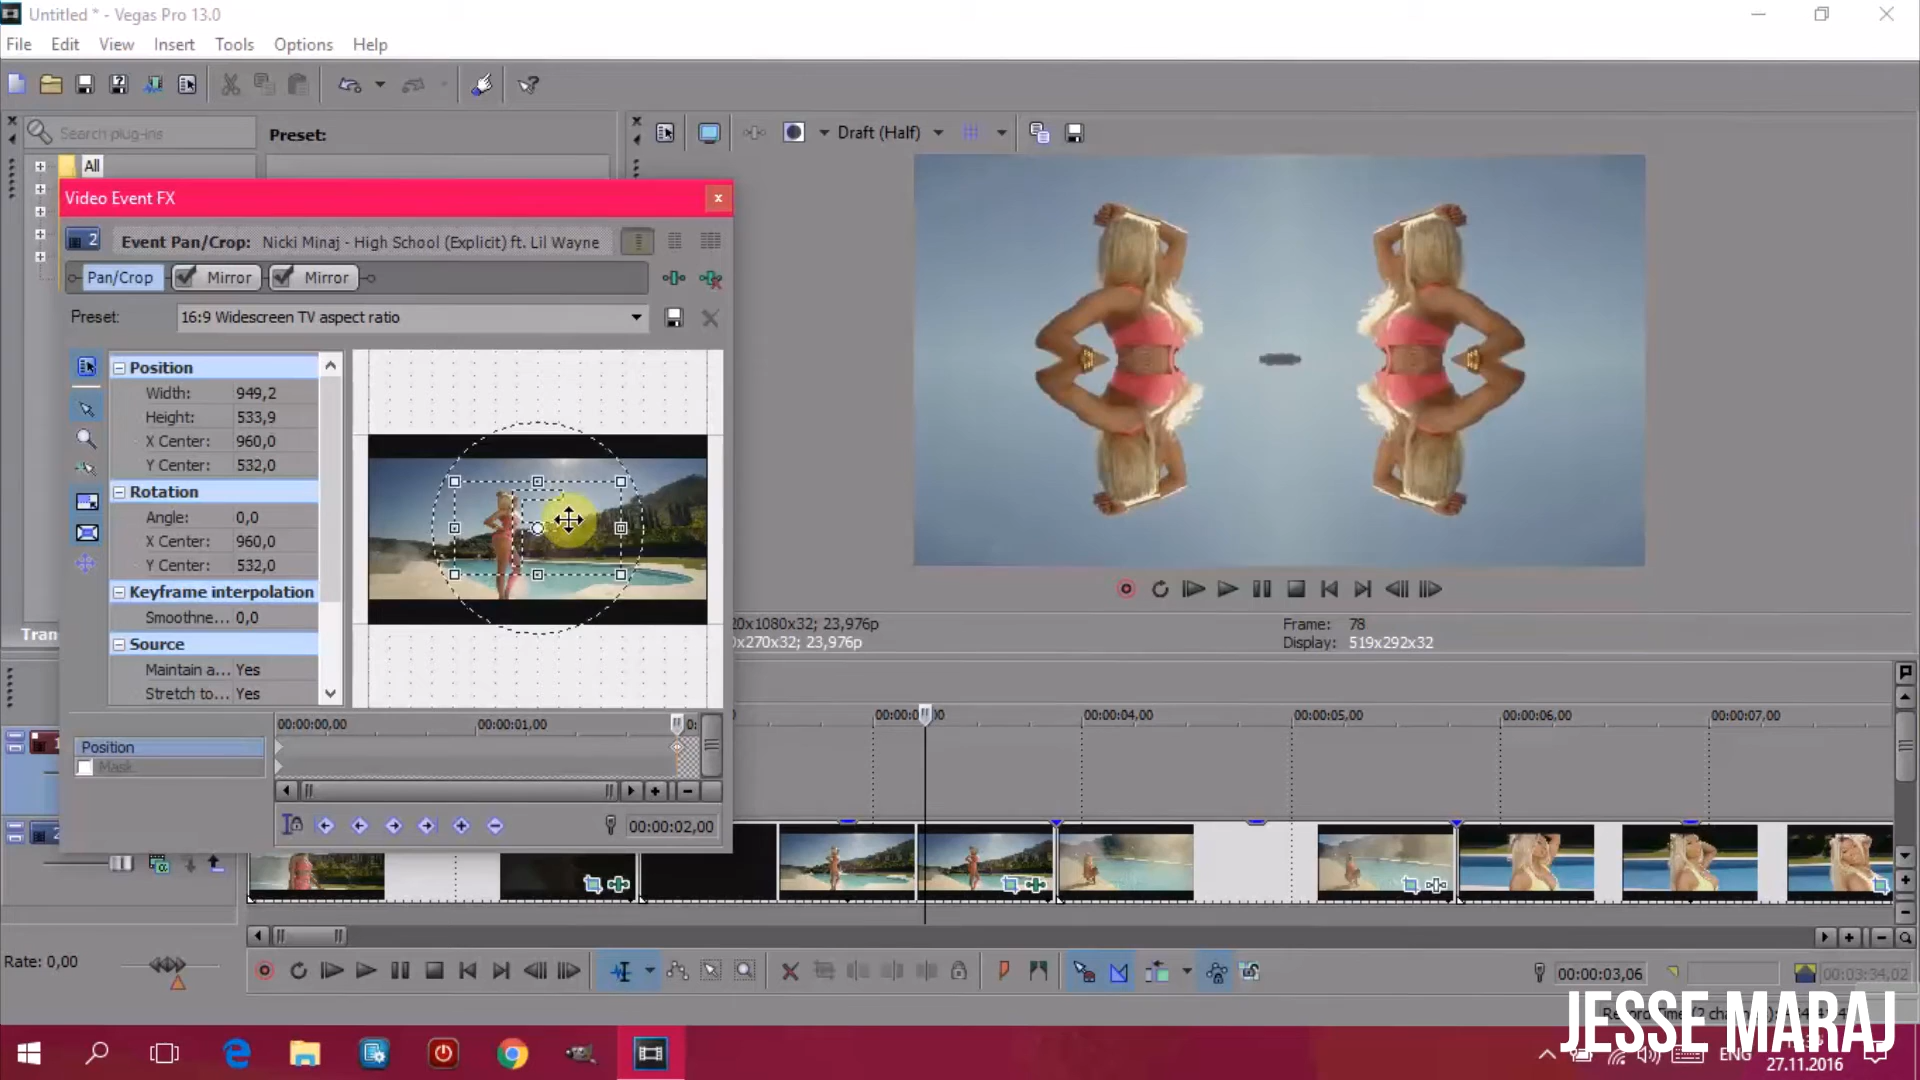 Untitled * - Vegas Pro 13.0
File Edit View Insert Tools Options Help
Search plug-ins
Preset:
Draft (Half)
All
Video Event FX
x
2
Event Pan/Crop: Nicki Minaj - High School (Explicit) ft. Lil Wayne
Pan/Crop Mirror Mirror
Preset: 16:9 Widescreen TV aspect ratio
Position
Width: 949,2
Height: 533,9
X Center: 960,0
Y Center: 532,0
Rotation
Angle: 0,0
X Center: 960,0
Y Center: 532,0
Keyframe interpolation
Smoothne... 0,0
Source
Maintain a... Yes
Stretch to... Yes
Tran
20x1080x32; 23,976p
0x270x32; 23,976p
Frame: 78
Display: 519x292x32
00:00:00,00 00:00:01,00
Position
Mask
00:00:02,00
00:00:04,00 00:00:05,00 00:00:06,00 00:00:07,00
Rate: 0,00
00:00:03,06
00:03:34,02
JESSE MARAJ
ENG
27.11.2016